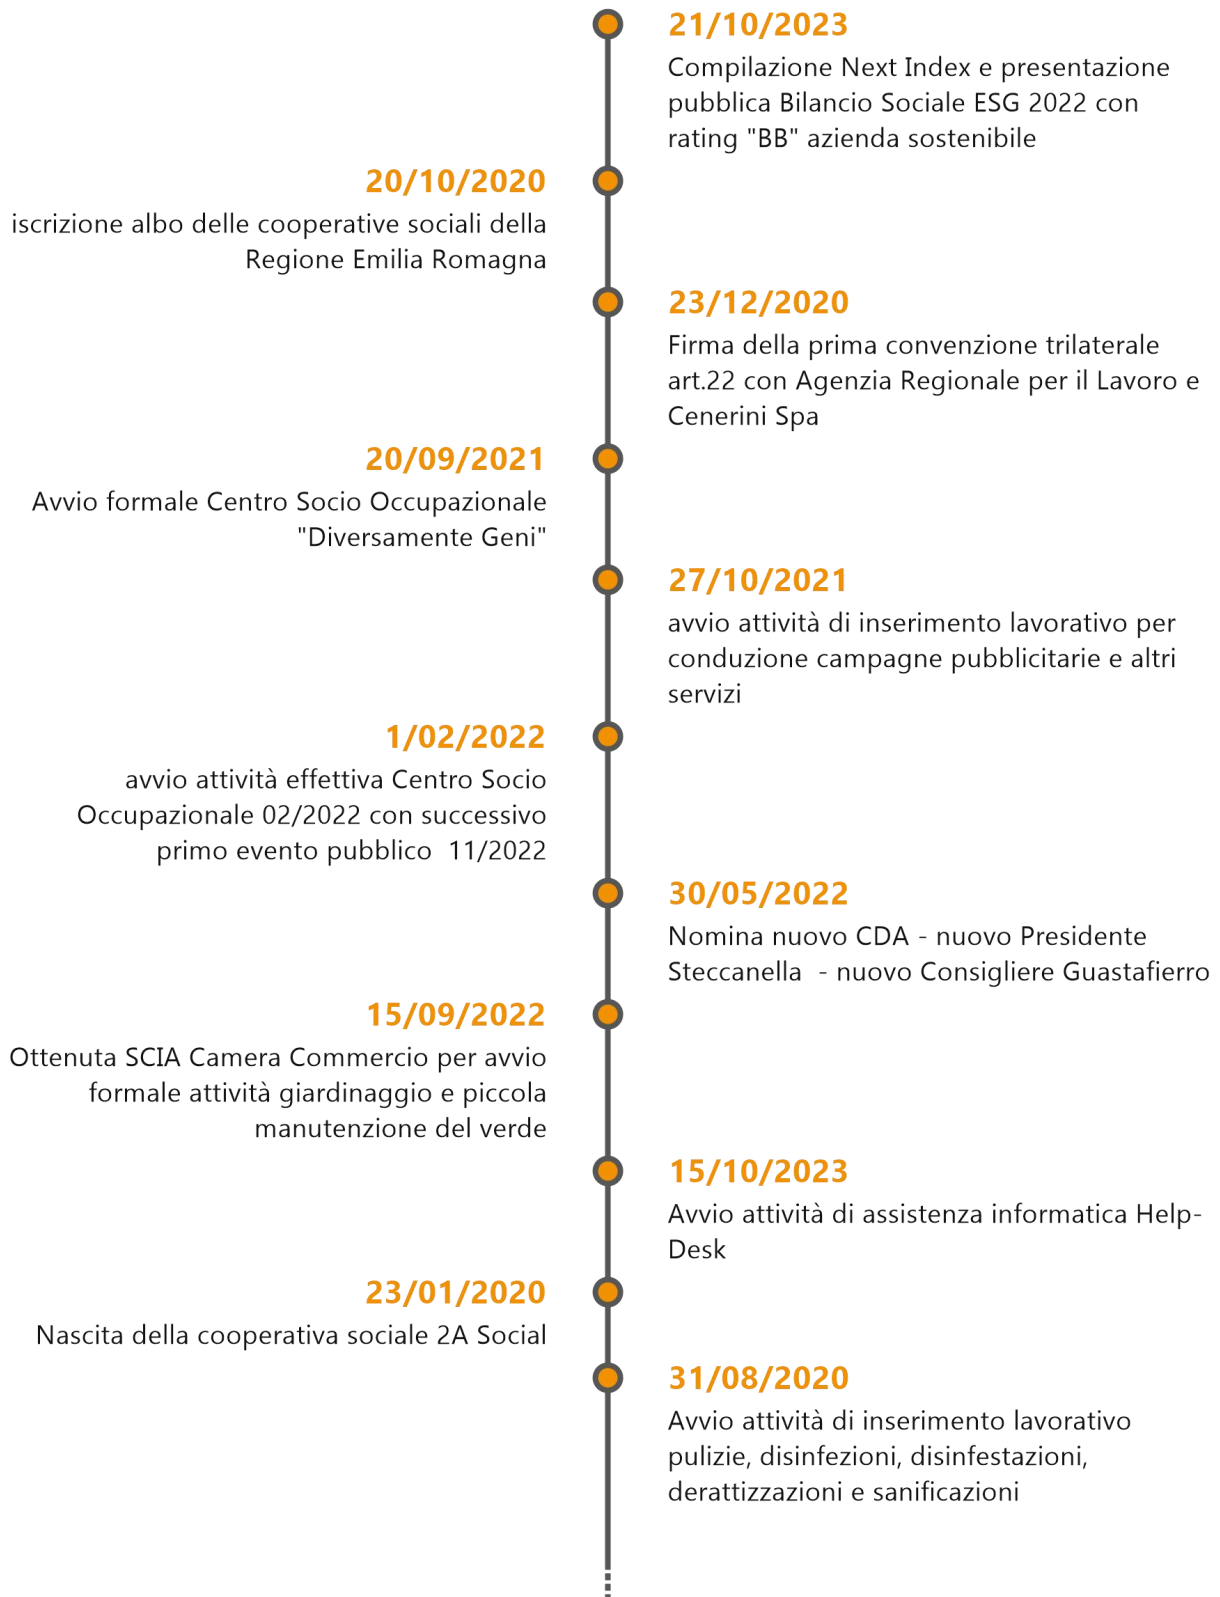 21/10/2023
Compilazione Next Index e presentazione
pubblica Bilancio Sociale ESG 2022 con
rating "BB" azienda sostenibile
20/10/2020
iscrizione albo delle cooperative sociali della
Regione Emilia Romagna
23/12/2020
Firma della prima convenzione trilaterale
art.22 con Agenzia Regionale per il Lavoro e
Cenerini Spa
20/09/2021
Avvio formale Centro Socio Occupazionale
"Diversamente Geni"
27/10/2021
avvio attività di inserimento lavorativo per
conduzione campagne pubblicitarie e altri
servizi
1/02/2022
avvio attività effettiva Centro Socio
Occupazionale 02/2022 con successivo
primo evento pubblico  11/2022
30/05/2022
Nomina nuovo CDA - nuovo Presidente
Steccanella  - nuovo Consigliere Guastafierro
15/09/2022
Ottenuta SCIA Camera Commercio per avvio
formale attività giardinaggio e piccola
manutenzione del verde
15/10/2023
Avvio attività di assistenza informatica Help-
Desk
23/01/2020
Nascita della cooperativa sociale 2A Social
31/08/2020
Avvio attività di inserimento lavorativo
pulizie, disinfezioni, disinfestazioni,
derattizzazioni e sanificazioni